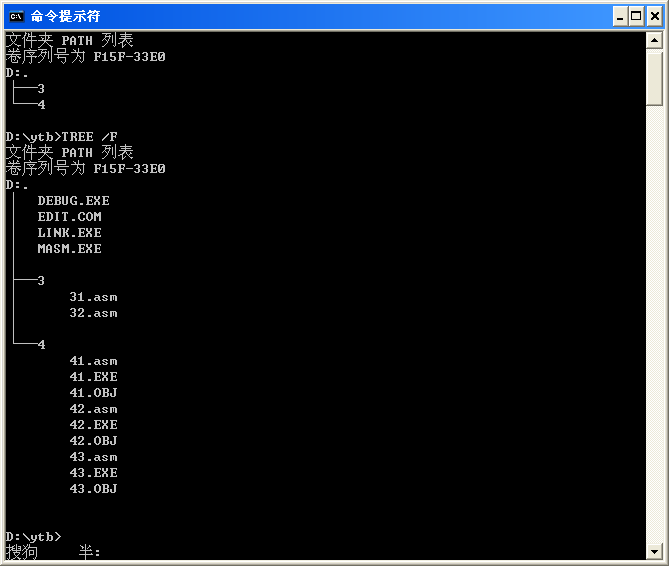 命令提示符
文件夹 PATH 列表
卷序列号为 F15F-33E0
D:.
├──3
└──4
D:\ytb>TREE /F
文件夹 PATH 列表
卷序列号为 F15F-33E0
D:.
│  DEBUG.EXE
│  EDIT.COM
│  LINK.EXE
│  MASM.EXE
│
├──3
│      31.asm
│      32.asm
│
└──4
        41.asm
        41.EXE
        41.OBJ
        42.asm
        42.EXE
        42.OBJ
        43.asm
        43.EXE
        43.OBJ
D:\ytb>
搜狗     半: